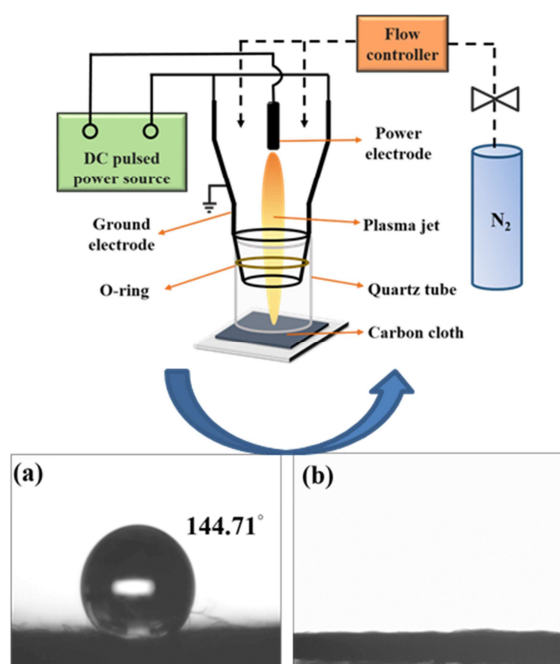 Flow
controller
DC pulsed
power source
Power
electrode
N₂
Ground
electrode
Plasma jet
O-ring
Quartz tube
Carbon cloth
(a)
144.71°
(b)